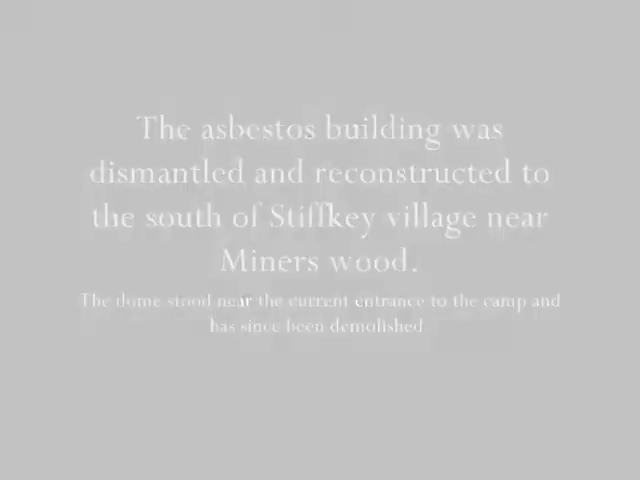 The asbestos building was
dismantled and reconstructed to
the south of Stiffkey village near
Miners wood.
The dome stood near the current entrance to the camp and
has since been demolished